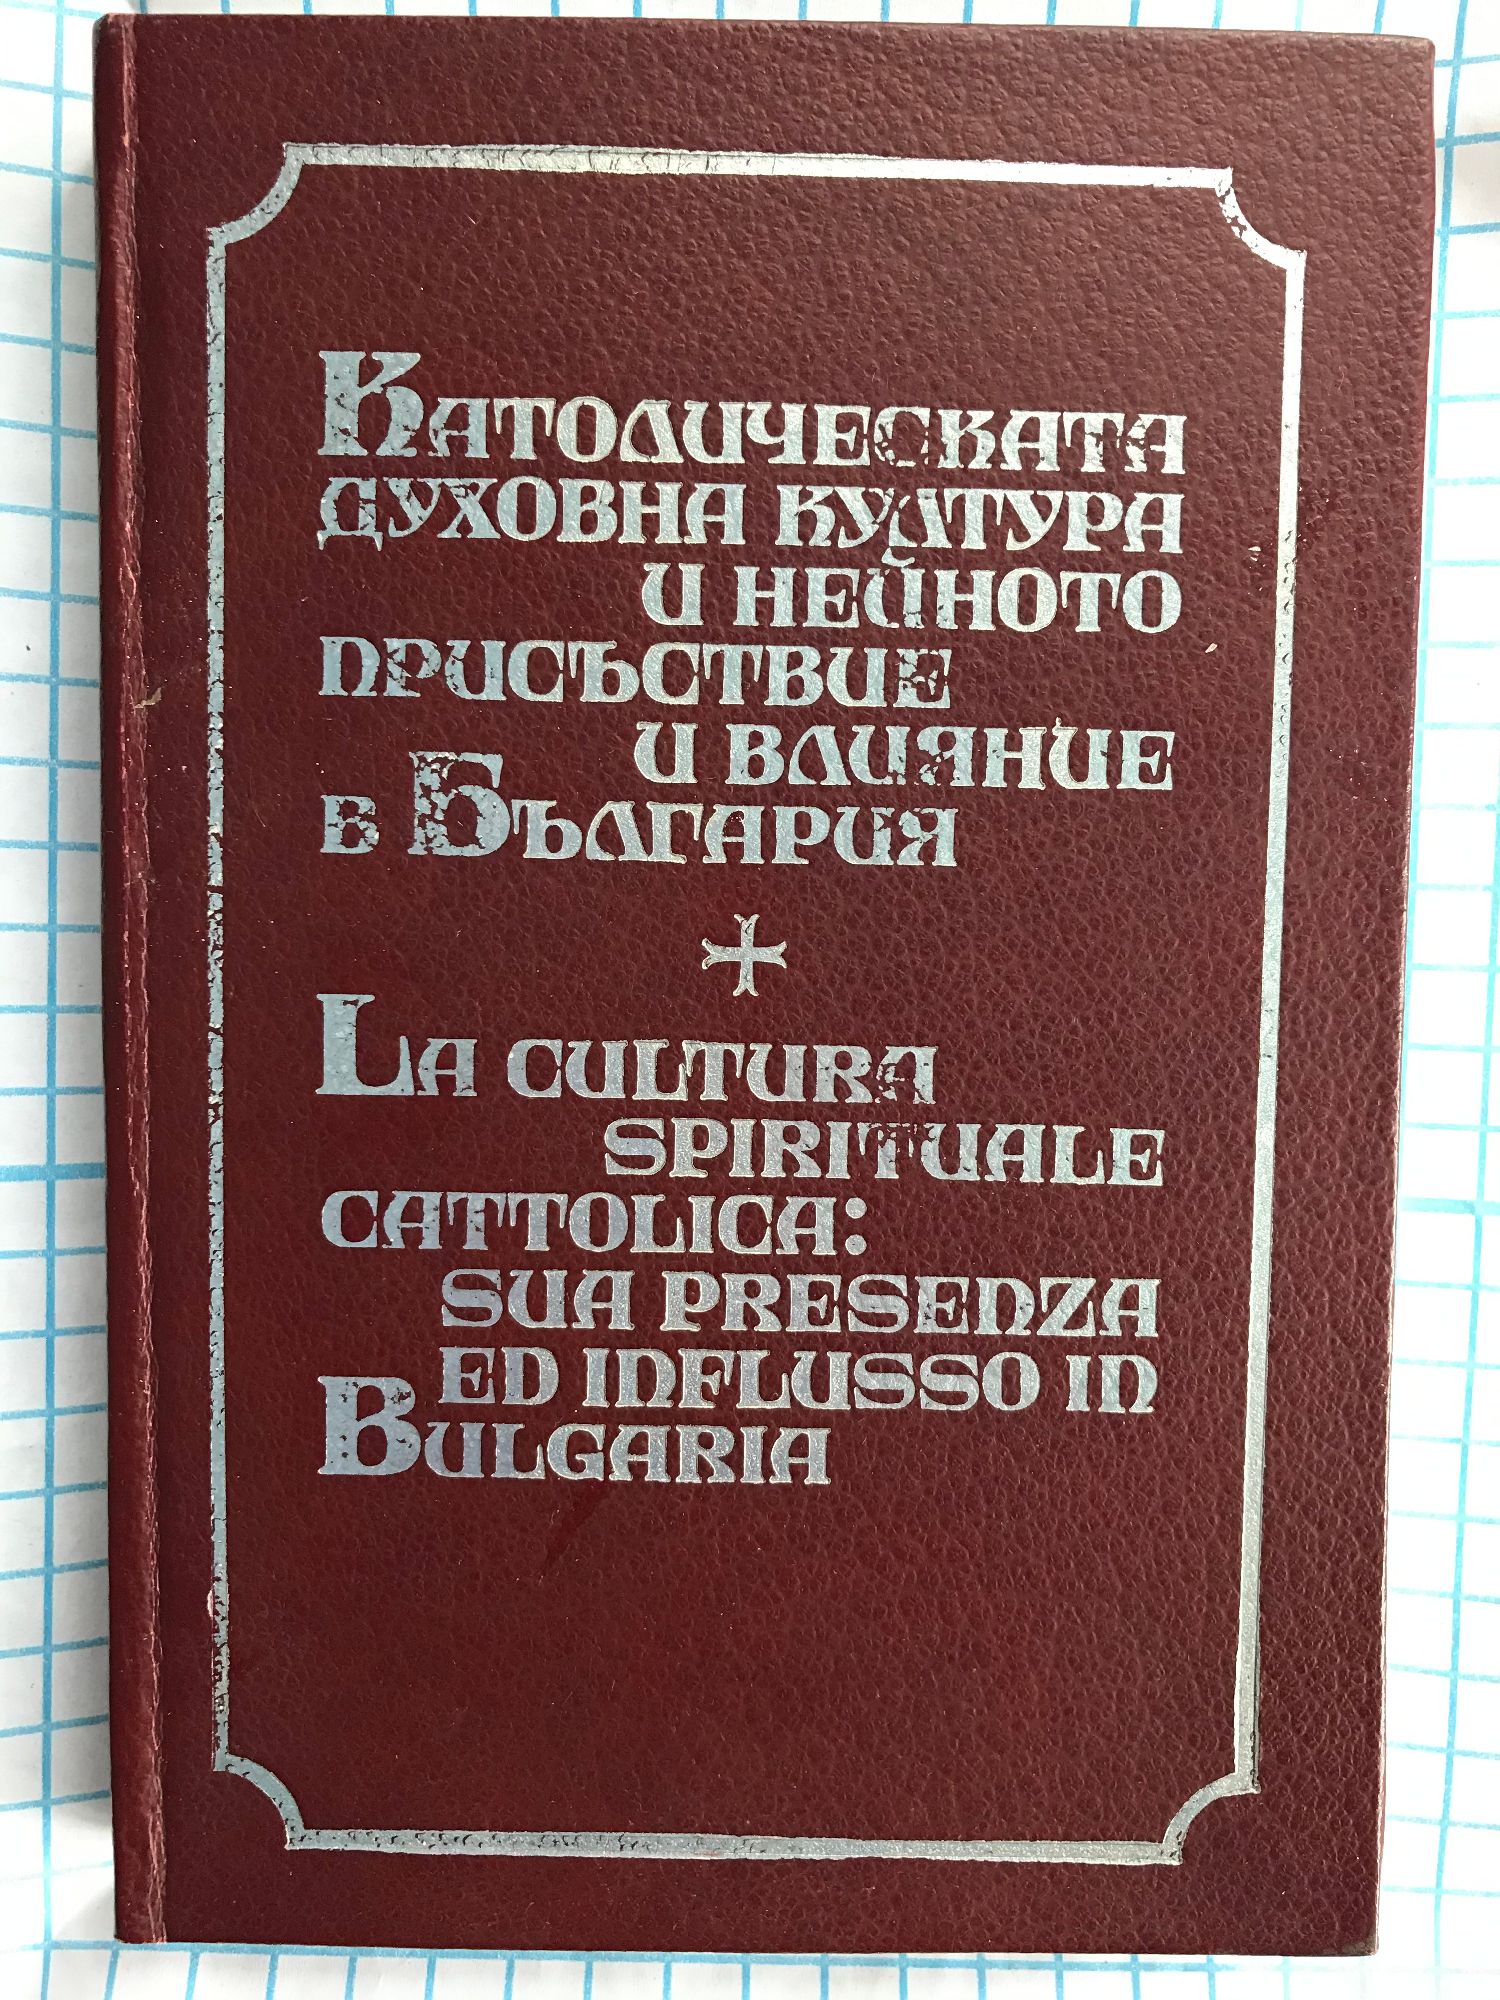 Католическата
духовна култура
и нейното
присъствие
и влияние
в България
La cultura
spirituale
cattolica:
sua presenza
ed influsso in
Bulgaria